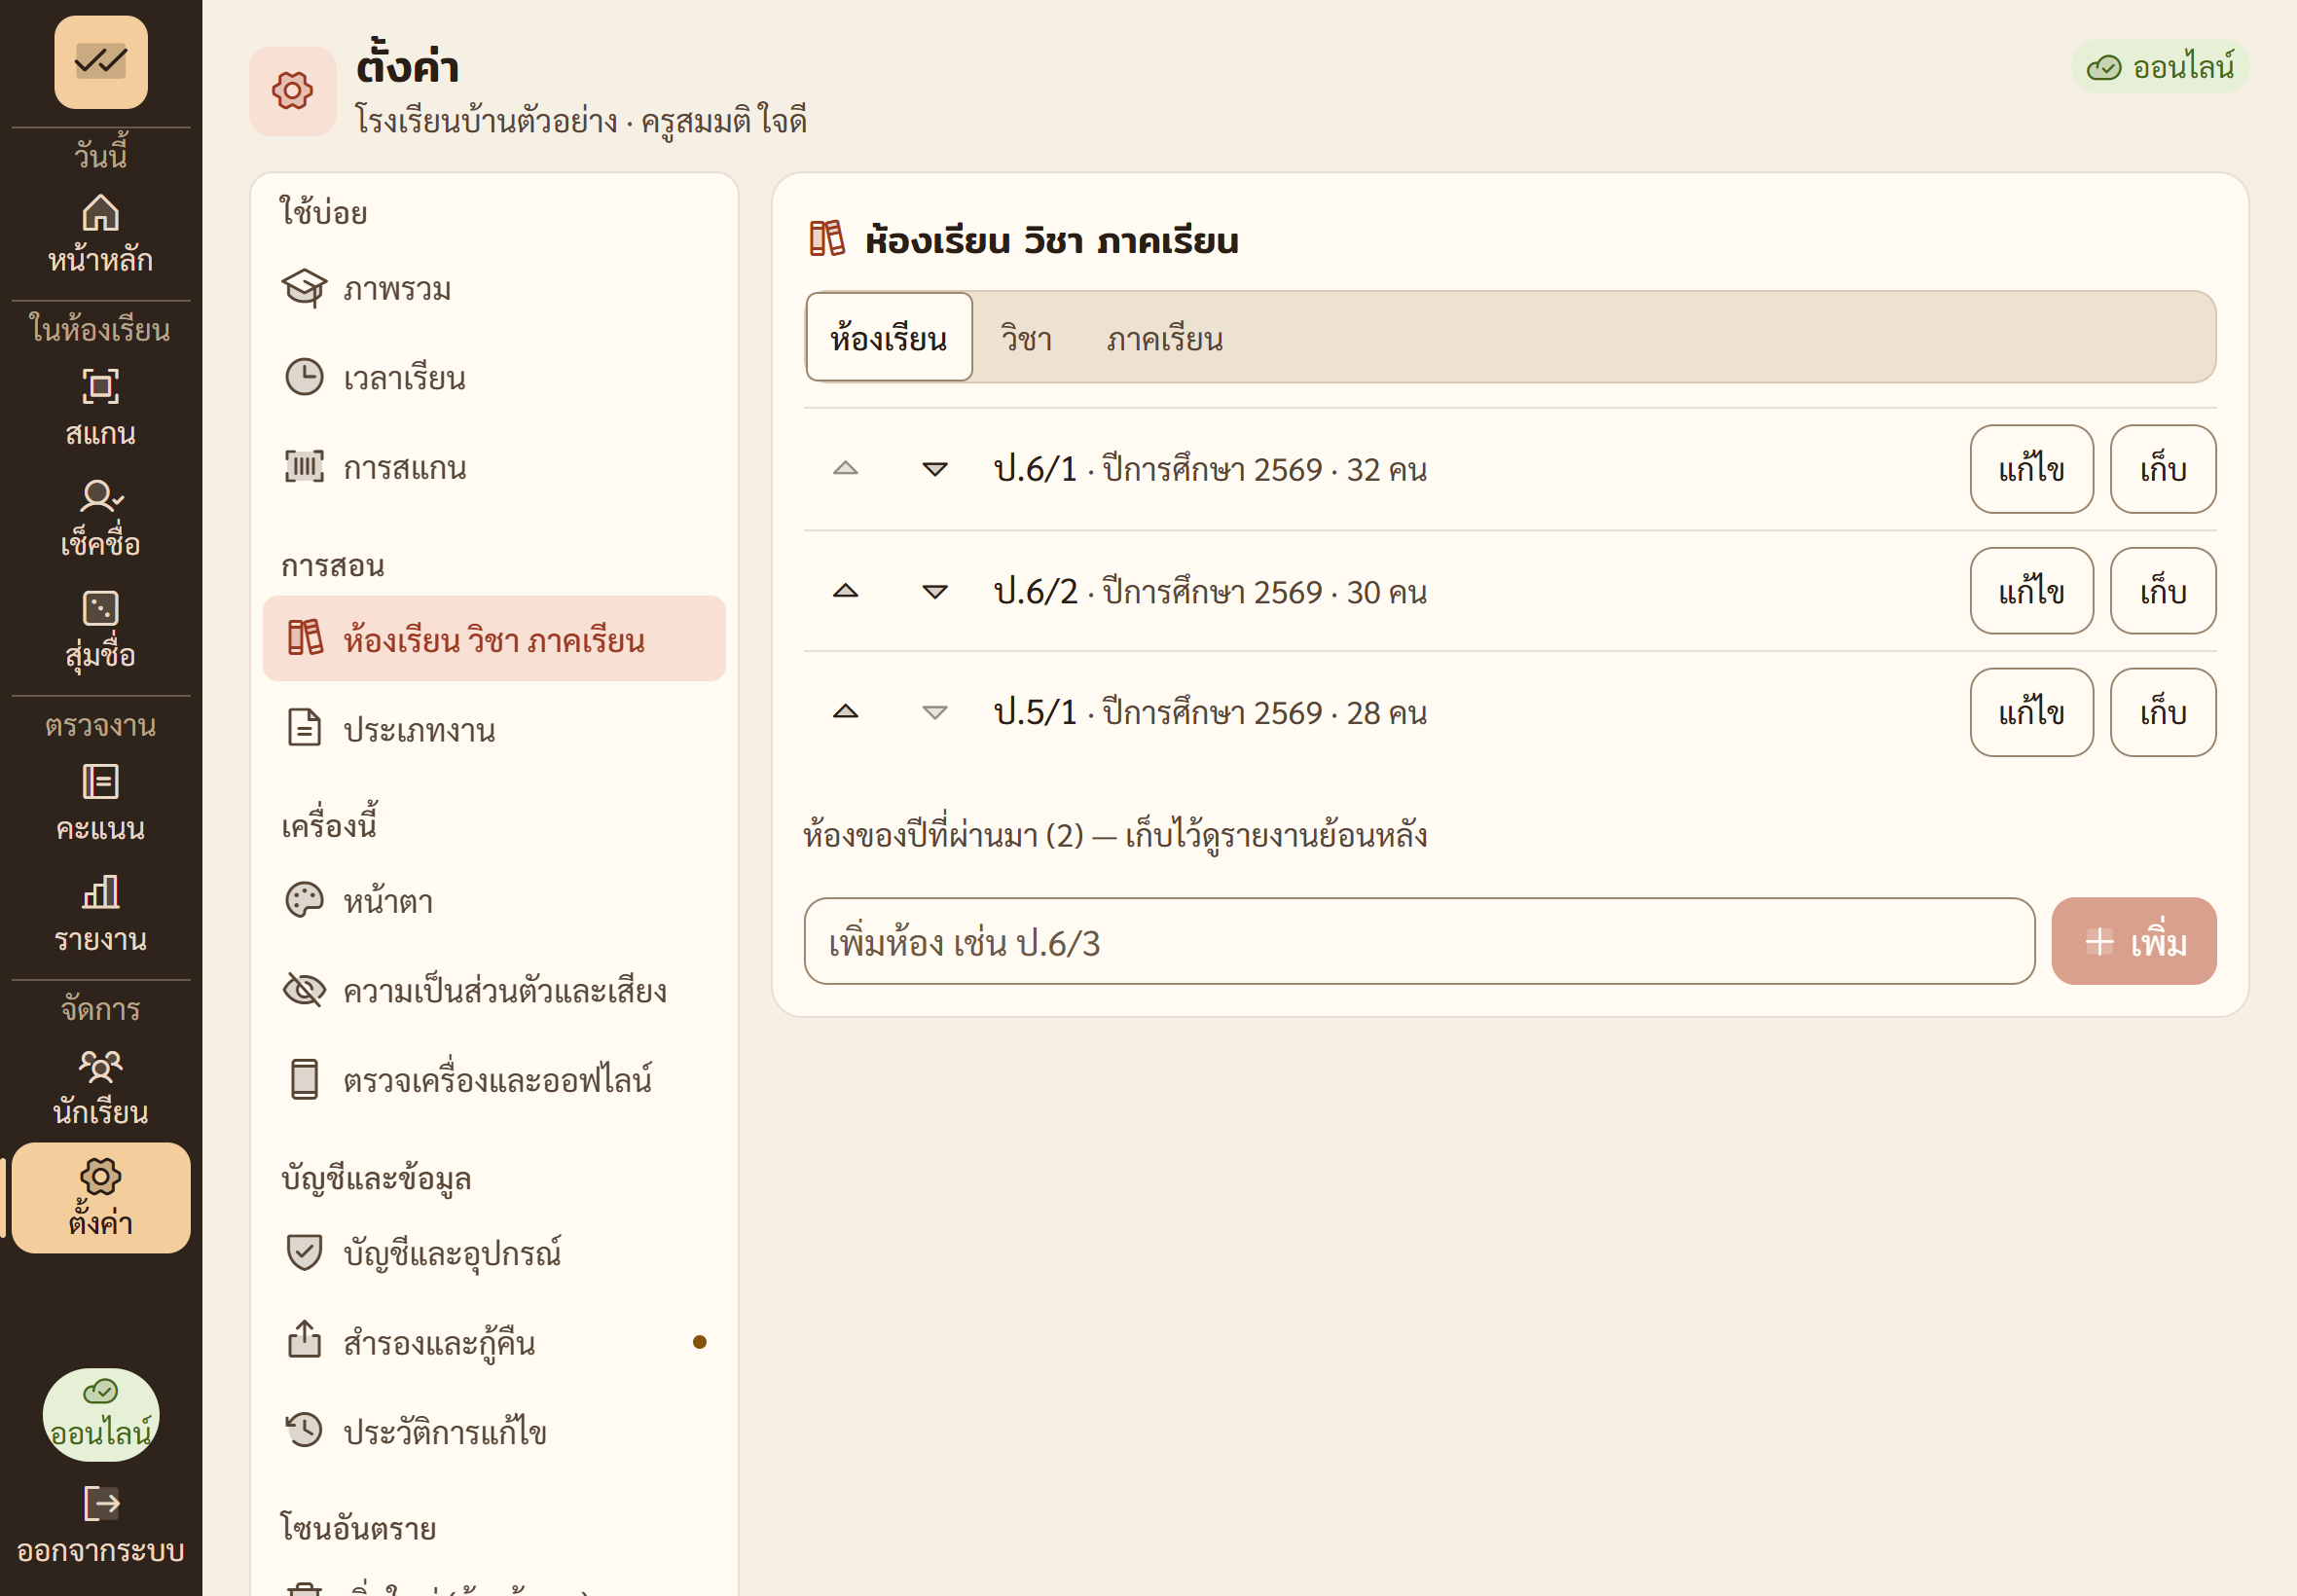 วันนี้
หน้าหลัก
ในห้องเรียน
สแกน
เช็คชื่อ
สุ่มชื่อ
ตรวจงาน
คะแนน
รายงาน
จัดการ
นักเรียน
ตั้งค่า
ออนไลน์
ออกจากระบบ
ตั้งค่า
โรงเรียนบ้านตัวอย่าง · ครูสมมติ ใจดี
ออนไลน์
ใช้บ่อย
ภาพรวม
เวลาเรียน
การสแกน
การสอน
ห้องเรียน วิชา ภาคเรียน
ประเภทงาน
เครื่องนี้
หน้าตา
ความเป็นส่วนตัวและเสียง
ตรวจเครื่องและออฟไลน์
บัญชีและข้อมูล
บัญชีและอุปกรณ์
สำรองและกู้คืน
ประวัติการแก้ไข
โซนอันตราย
ห้องเรียน วิชา ภาคเรียน
ห้องเรียน วิชา ภาคเรียน
ป.6/1 · ปีการศึกษา 2569 · 32 คน แก้ไข เก็บ
ป.6/2 · ปีการศึกษา 2569 · 30 คน แก้ไข เก็บ
ป.5/1 · ปีการศึกษา 2569 · 28 คน แก้ไข เก็บ
ห้องของปีที่ผ่านมา (2) — เก็บไว้ดูรายงานย้อนหลัง
เพิ่มห้อง เช่น ป.6/3 เพิ่ม